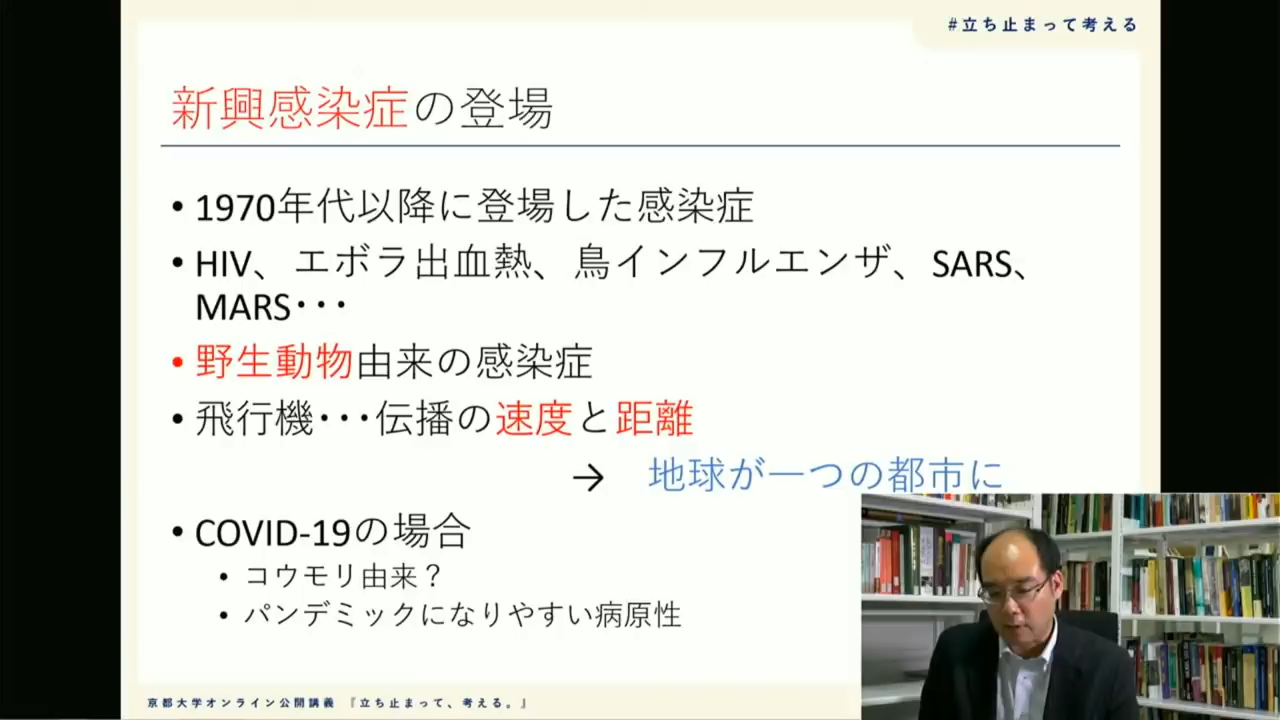 #立ち止まって考える
新興感染症の登場
• 1970年代以降に登場した感染症
• HIV、エボラ出血熱、鳥インフルエンザ、SARS、
MARS･･･
• 野生動物由来の感染症
• 飛行機･･･伝播の速度と距離
→ 地球が一つの都市に
• COVID-19の場合
• コウモリ由来？
• パンデミックになりやすい病原性
京都大学オンライン公開講義 『立ち止まって、考える。』